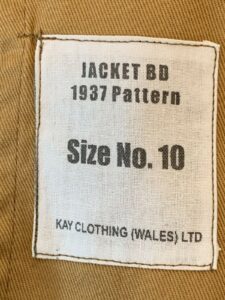 JACKET BD
1937 Pattern
Size No. 10
KAY CLOTHING (WALES) LTD